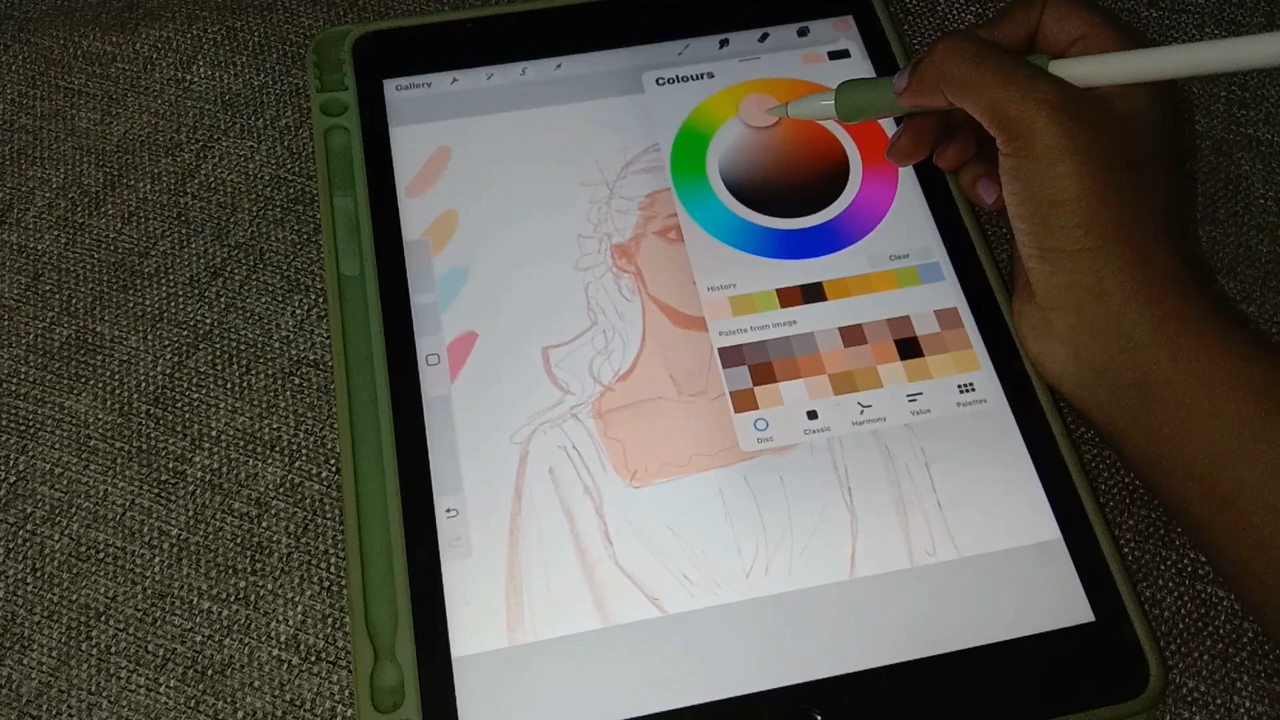 Gallery
Colours
Clear
History
Palette from image
Disc
Classic
Harmony
Value
Palettes